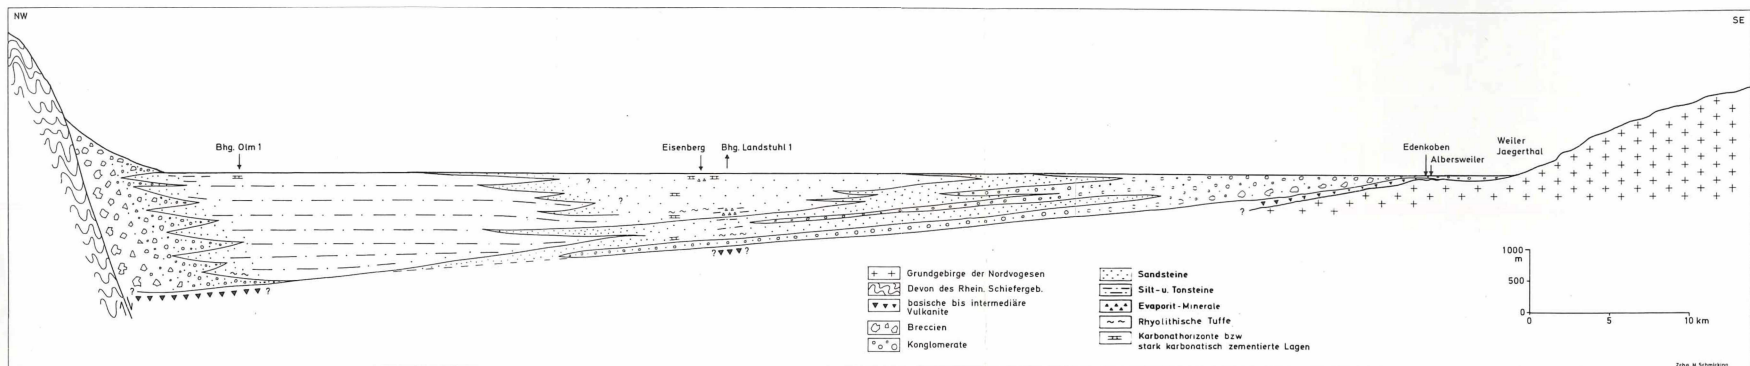 NW
SE
Bhg. Olm 1
Eisenberg
Bhg. Landstuhl 1
Edenkoben
Albersweiler
Weiler
Jaegerthal
?
?
?
?
?
?
?
Grundgebirge der Nordvogesen
Devon des Rhein. Schiefergeb.
basische bis intermediäre
Vulkanite
Breccien
Konglomerate
Sandsteine
Silt- u. Tonsteine
Evaporit-Minerale
Rhyolithische Tuffe
Karbonathorizonte bzw
stark karbonatisch zementierte Lagen
1000
m
500
0
0 5 10 km